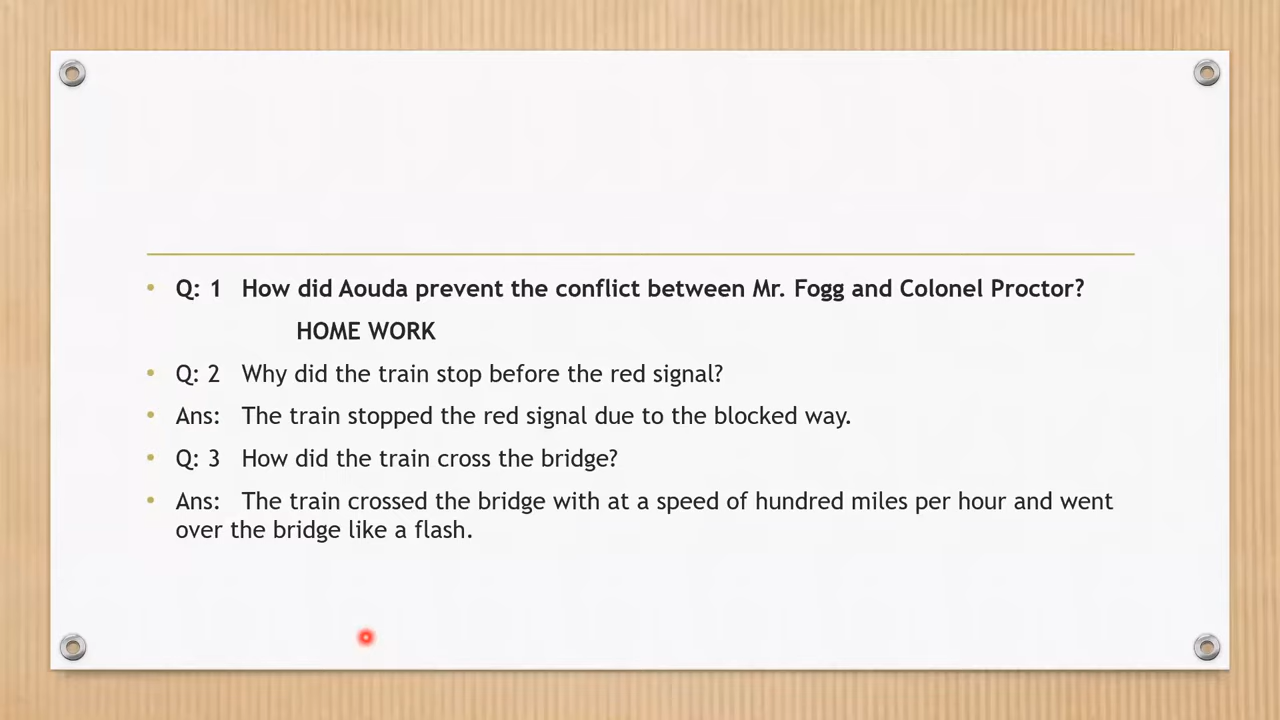 • Q: 1 How did Aouda prevent the conflict between Mr. Fogg and Colonel Proctor?
HOME WORK
• Q: 2 Why did the train stop before the red signal?
• Ans: The train stopped the red signal due to the blocked way.
• Q: 3 How did the train cross the bridge?
• Ans: The train crossed the bridge with at a speed of hundred miles per hour and went
over the bridge like a flash.